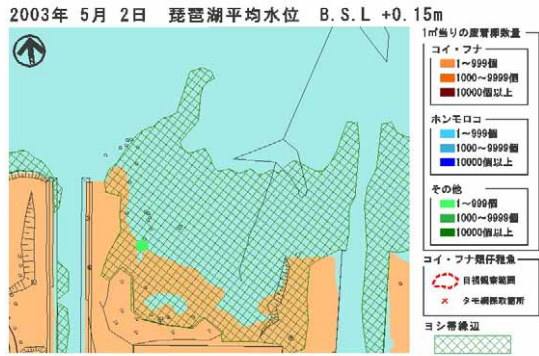 2003年 5月 2日 琵琶湖平均水位 B.S.L +0.15m
1㎡当りの産着卵数量
コイ・フナ
1～999個
1000～9999個
10000個以上
ホンモロコ
1～999個
1000～9999個
10000個以上
その他
1～999個
1000～9999個
10000個以上
コイ・フナ類仔稚魚
目視観察範囲
タモ網採取箇所
ヨシ帯縁辺